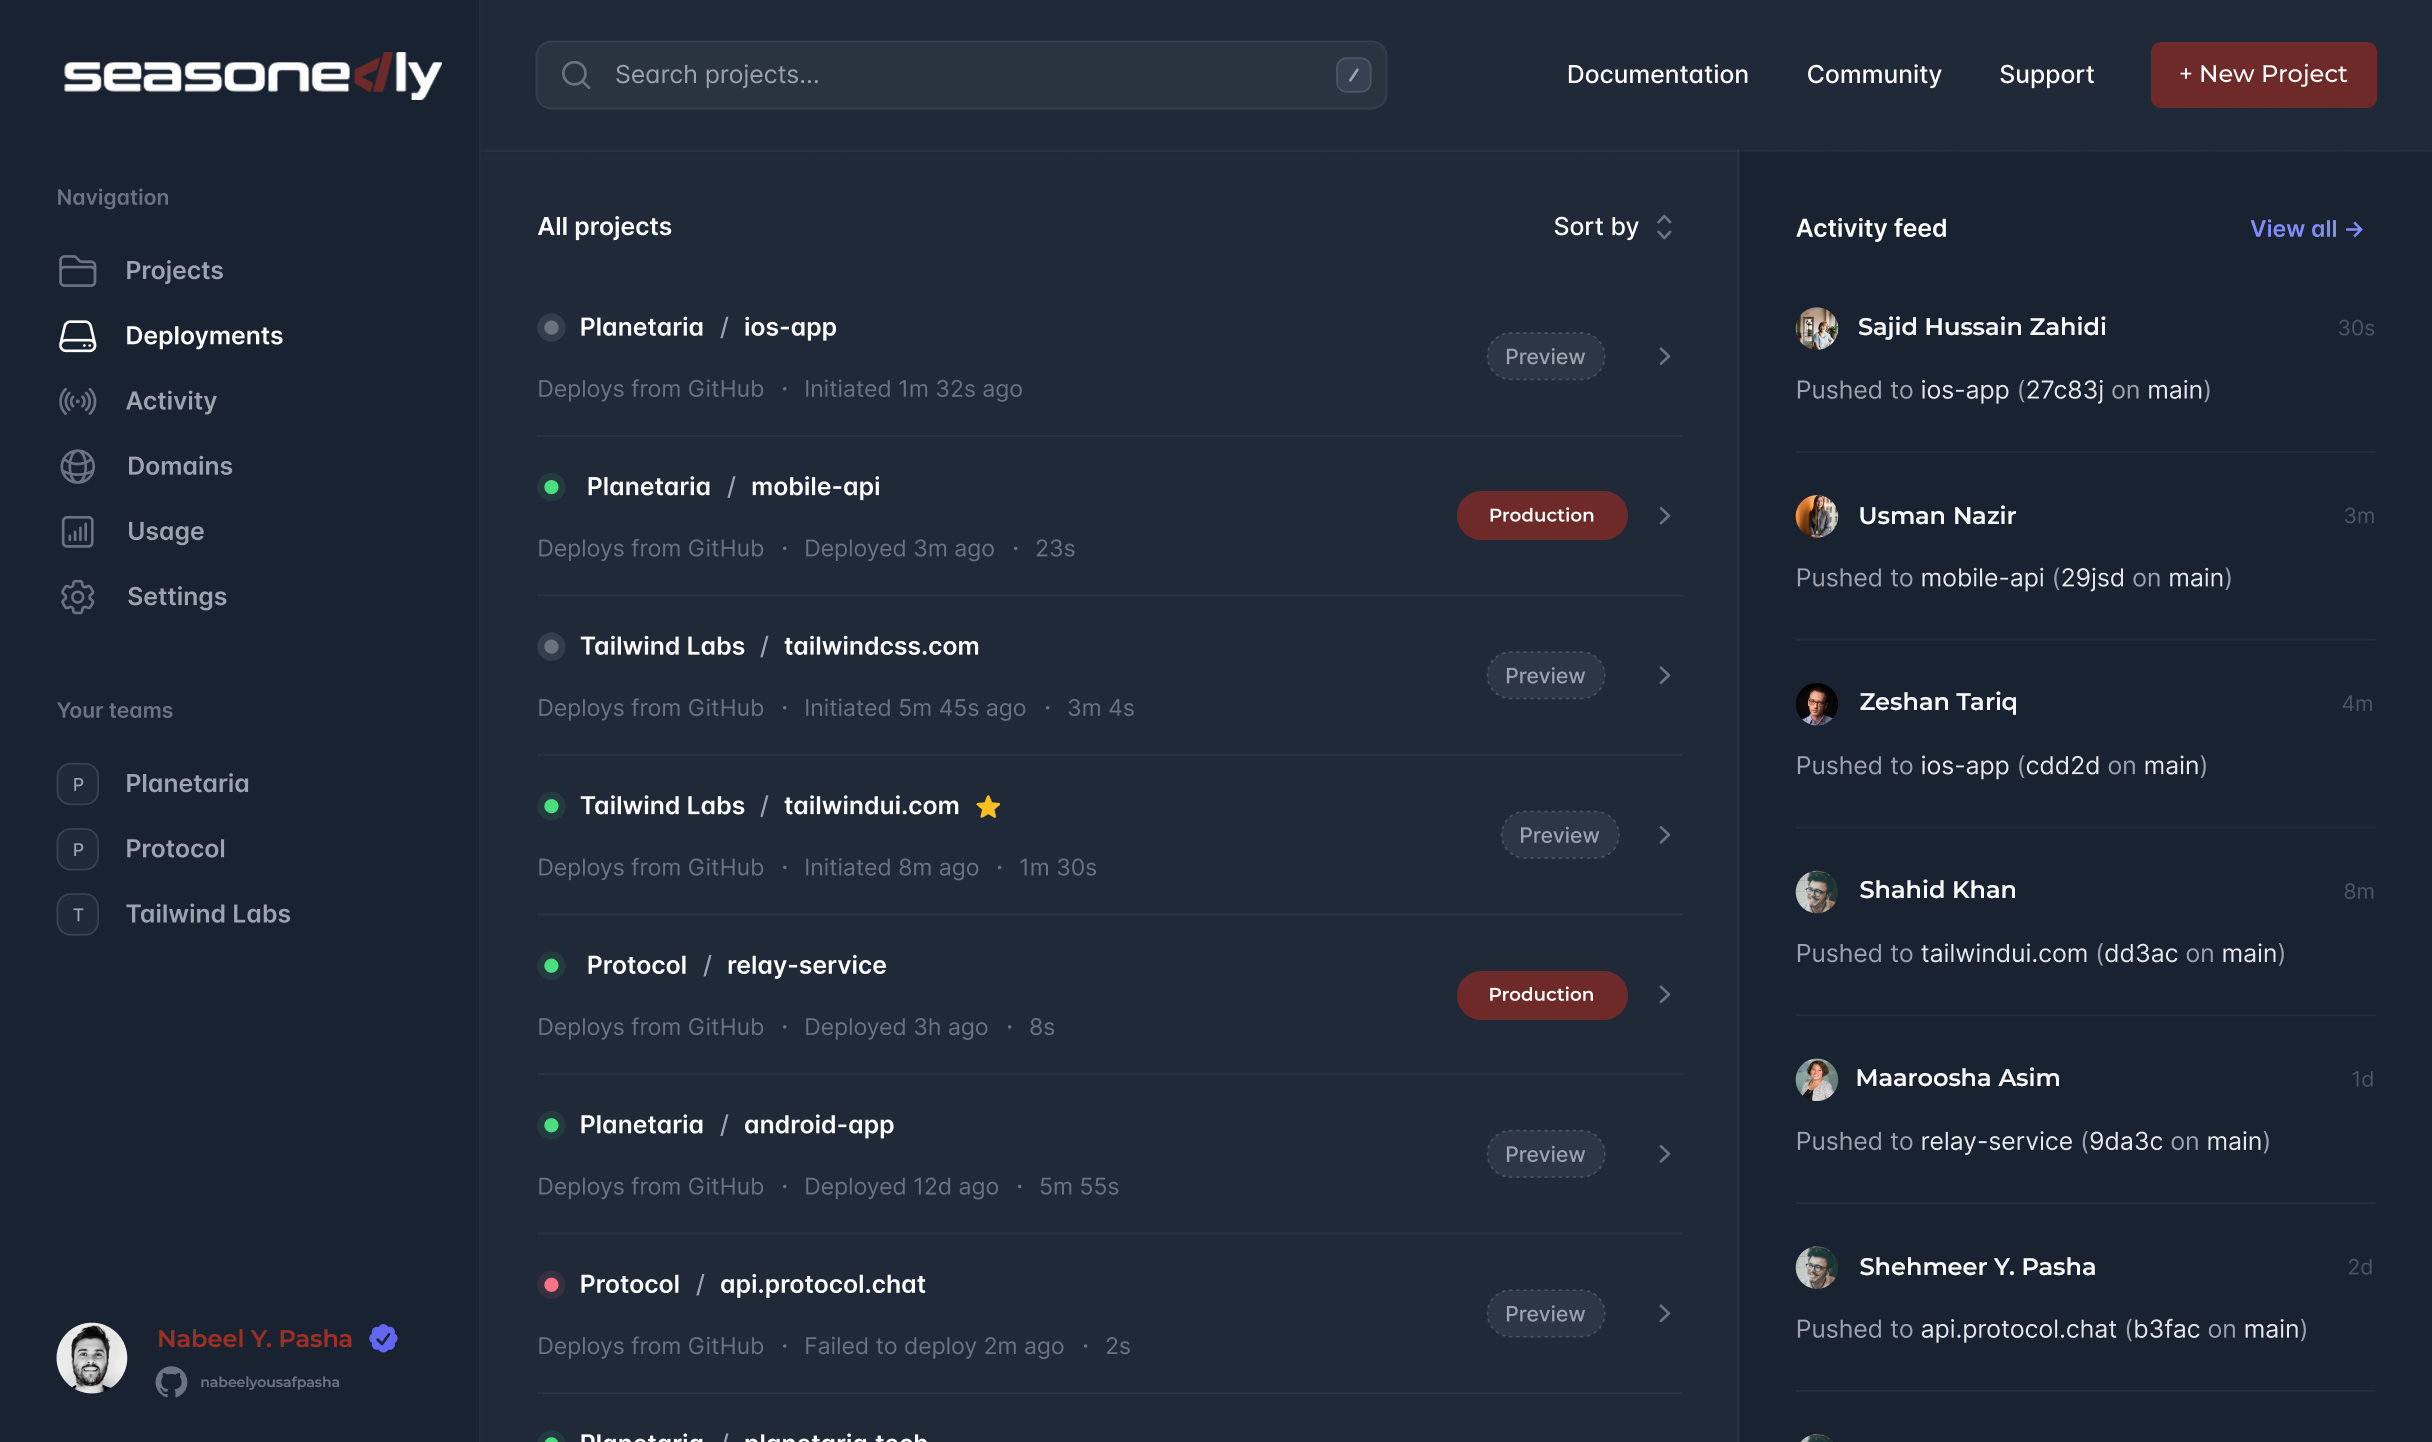 seasonedly
Search projects...
/
Documentation
Community
Support
+ New Project
Navigation
Projects
Deployments
Activity
Domains
Usage
Settings
Your teams
P
Planetaria
P
Protocol
T
Tailwind Labs
Nabeel Y. Pasha
nabeelyousafpasha
All projects
Sort by
Planetaria / ios-app
Deploys from GitHub · Initiated 1m 32s ago
Preview
Planetaria / mobile-api
Deploys from GitHub · Deployed 3m ago · 23s
Production
Tailwind Labs / tailwindcss.com
Deploys from GitHub · Initiated 5m 45s ago · 3m 4s
Preview
Tailwind Labs / tailwindui.com
Deploys from GitHub · Initiated 8m ago · 1m 30s
Preview
Protocol / relay-service
Deploys from GitHub · Deployed 3h ago · 8s
Production
Planetaria / android-app
Deploys from GitHub · Deployed 12d ago · 5m 55s
Preview
Protocol / api.protocol.chat
Deploys from GitHub · Failed to deploy 2m ago · 2s
Preview
Planetaria / planetaria.tech
Activity feed
View all →
Sajid Hussain Zahidi
30s
Pushed to ios-app (27c83j on main)
Usman Nazir
3m
Pushed to mobile-api (29jsd on main)
Zeshan Tariq
4m
Pushed to ios-app (cdd2d on main)
Shahid Khan
8m
Pushed to tailwindui.com (dd3ac on main)
Maaroosha Asim
1d
Pushed to relay-service (9da3c on main)
Shehmeer Y. Pasha
2d
Pushed to api.protocol.chat (b3fac on main)